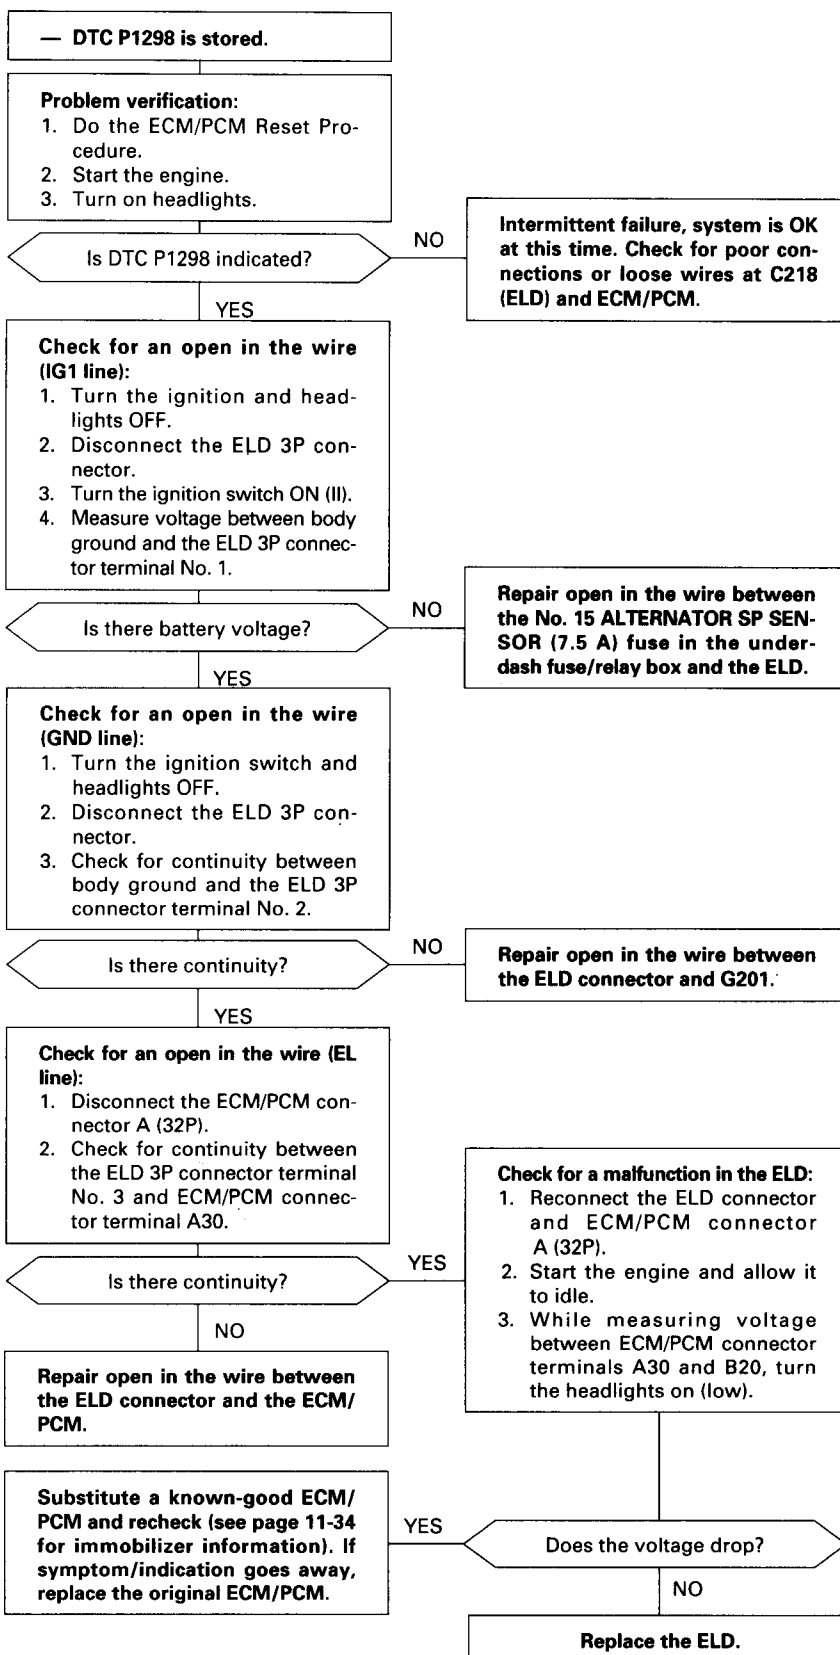 — DTC P1298 is stored.
Problem verification:
1. Do the ECM/PCM Reset Pro-
cedure.
2. Start the engine.
3. Turn on headlights.
Is DTC P1298 indicated?
NO
Intermittent failure, system is OK
at this time. Check for poor con-
nections or loose wires at C218
(ELD) and ECM/PCM.
YES
Check for an open in the wire
(IG1 line):
1. Turn the ignition and head-
lights OFF.
2. Disconnect the ELD 3P con-
nector.
3. Turn the ignition switch ON (II).
4. Measure voltage between body
ground and the ELD 3P connec-
tor terminal No. 1.
Is there battery voltage?
NO
Repair open in the wire between
the No. 15 ALTERNATOR SP SEN-
SOR (7.5 A) fuse in the under-
dash fuse/relay box and the ELD.
YES
Check for an open in the wire
(GND line):
1. Turn the ignition switch and
headlights OFF.
2. Disconnect the ELD 3P con-
nector.
3. Check for continuity between
body ground and the ELD 3P
connector terminal No. 2.
Is there continuity?
NO
Repair open in the wire between
the ELD connector and G201.
YES
Check for an open in the wire (EL
line):
1. Disconnect the ECM/PCM con-
nector A (32P).
2. Check for continuity between
the ELD 3P connector terminal
No. 3 and ECM/PCM connec-
tor terminal A30.
Is there continuity?
YES
Check for a malfunction in the ELD:
1. Reconnect the ELD connector
and ECM/PCM connector
A (32P).
2. Start the engine and allow it
to idle.
3. While measuring voltage
between ECM/PCM connector
terminals A30 and B20, turn
the headlights on (low).
NO
Repair open in the wire between
the ELD connector and the ECM/
PCM.
Substitute a known-good ECM/
PCM and recheck (see page 11-34
for immobilizer information). If
symptom/indication goes away,
replace the original ECM/PCM.
YES
Does the voltage drop?
NO
Replace the ELD.